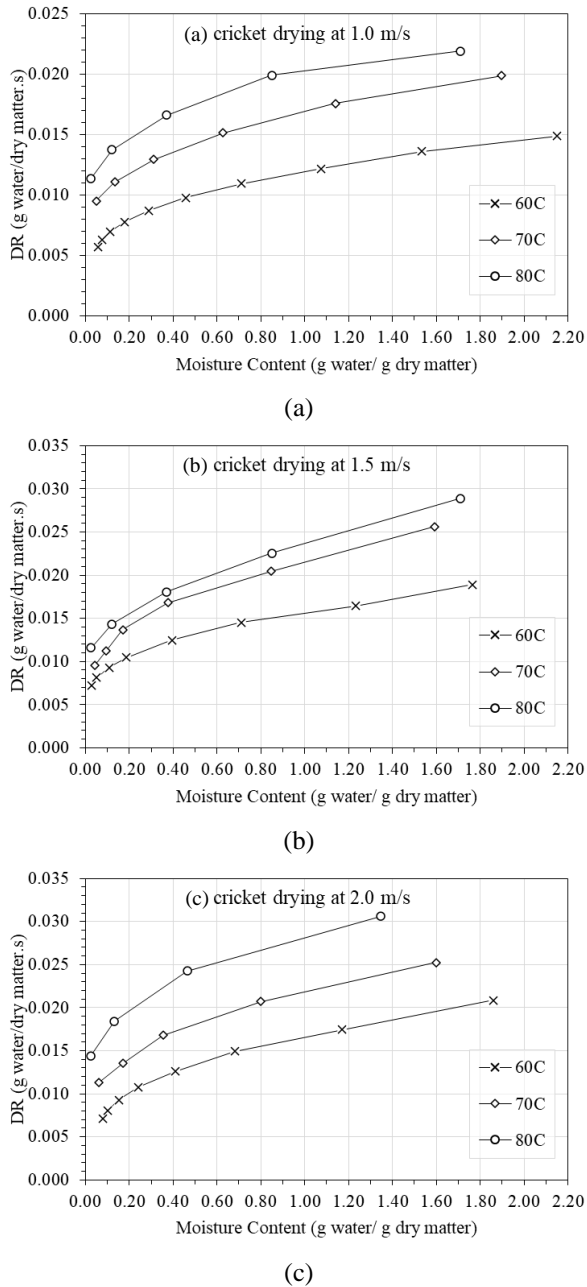 (a) cricket drying at 1.0 m/s
0.025
0.020
0.015
0.010
0.005
0.000
DR (g water/dry matter.s)
60C
70C
80C
0.00 0.20 0.40 0.60 0.80 1.00 1.20 1.40 1.60 1.80 2.00 2.20
Moisture Content (g water/ g dry matter)
(a)
(b) cricket drying at 1.5 m/s
0.035
0.030
0.025
0.020
0.015
0.010
0.005
0.000
DR (g water/dry matter.s)
60C
70C
80C
0.00 0.20 0.40 0.60 0.80 1.00 1.20 1.40 1.60 1.80 2.00 2.20
Moisture Content (g water/ g dry matter)
(b)
(c) cricket drying at 2.0 m/s
0.035
0.030
0.025
0.020
0.015
0.010
0.005
0.000
DR (g water/dry matter.s)
60C
70C
80C
0.00 0.20 0.40 0.60 0.80 1.00 1.20 1.40 1.60 1.80 2.00 2.20
Moisture Content (g water/ g dry matter)
(c)